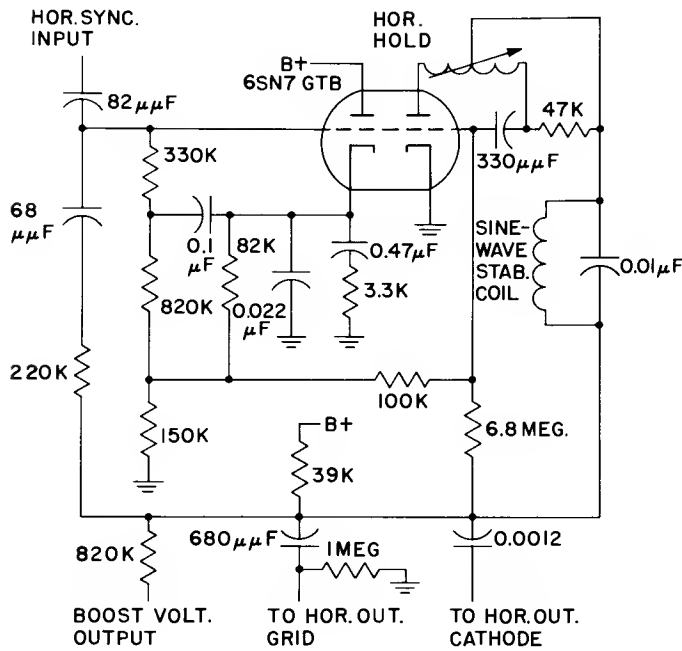 HOR. SYNC.
INPUT
HOR.
HOLD
B+
6SN7 GTB
82µµF
47K
330K
330µµF
68
µµF
0.1
µF
82K
0.47µF
SINE-
WAVE
STAB.
COIL
0.01µF
820K
0.022
µF
3.3K
220K
100K
150K
B+
6.8 MEG.
39K
820K
680µµF
1MEG
0.0012
BOOST VOLT.
OUTPUT
TO HOR. OUT.
GRID
TO HOR. OUT.
CATHODE